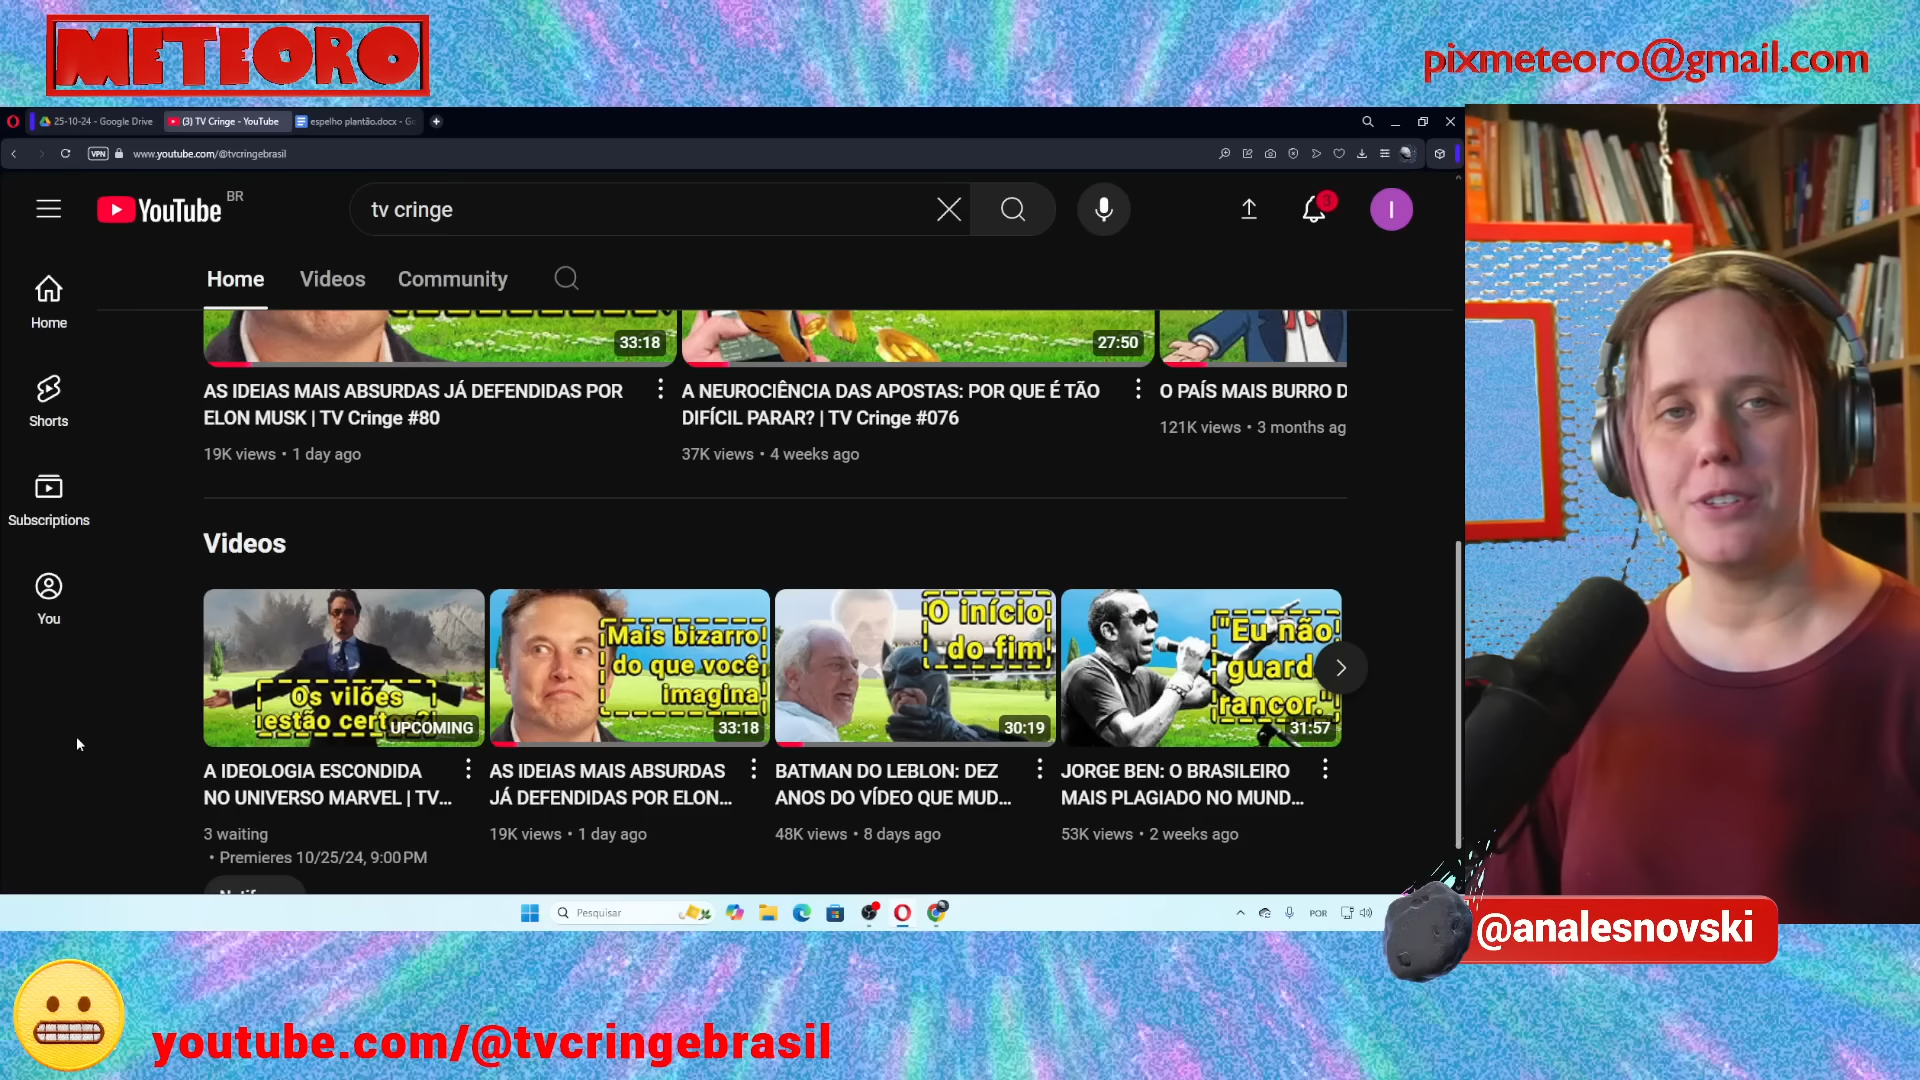 METEORO
pixmeteoro@gmail.com
25-10-24 - Google Drive
(3) TV Cringe - YouTube
espelho plantão.docx - Go
VPN
www.youtube.com/@tvcringebrasil
YouTube BR
tv cringe
3
I
Home
Videos
Community
Home
Shorts
Subscriptions
You
33:18
27:50
AS IDEIAS MAIS ABSURDAS JÁ DEFENDIDAS POR
ELON MUSK | TV Cringe #80
19K views • 1 day ago
A NEUROCIÊNCIA DAS APOSTAS: POR QUE É TÃO
DIFÍCIL PARAR? | TV Cringe #076
37K views • 4 weeks ago
O PAÍS MAIS BURRO D
121K views • 3 months ag
Videos
Os vilões
estão cert
UPCOMING
A IDEOLOGIA ESCONDIDA
NO UNIVERSO MARVEL | TV...
3 waiting
• Premieres 10/25/24, 9:00 PM
Mais bizarro
do que você
imagina
33:18
AS IDEIAS MAIS ABSURDAS
JÁ DEFENDIDAS POR ELON...
19K views • 1 day ago
O início
do fim
30:19
BATMAN DO LEBLON: DEZ
ANOS DO VÍDEO QUE MUD...
48K views • 8 days ago
"Eu não
guard
rancor."
31:57
JORGE BEN: O BRASILEIRO
MAIS PLAGIADO NO MUND...
53K views • 2 weeks ago
Pesquisar
POR
@analesnovski
youtube.com/@tvcringebrasil